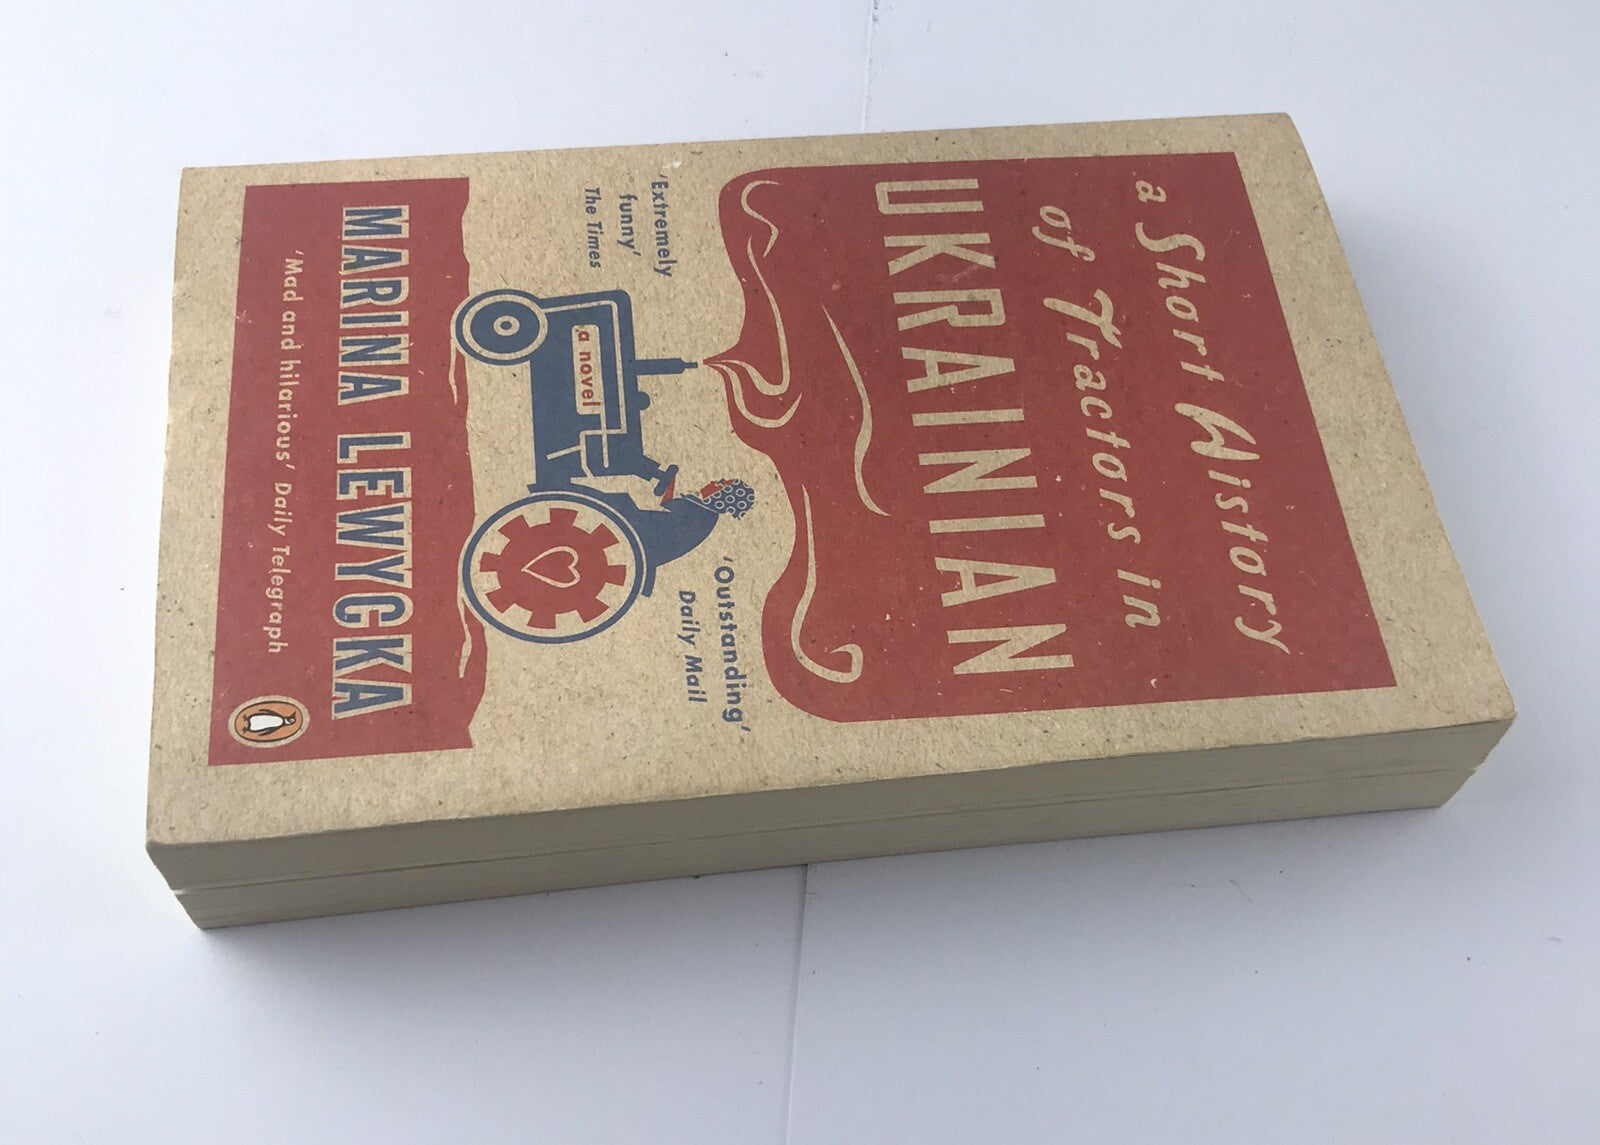 a Short History
of Tractors in
UKRAINIAN
'Extremely
funny'
The Times
'Outstanding'
Daily Mail
a novel
MARINA LEWYCKA
'Mad and hilarious' Daily Telegraph